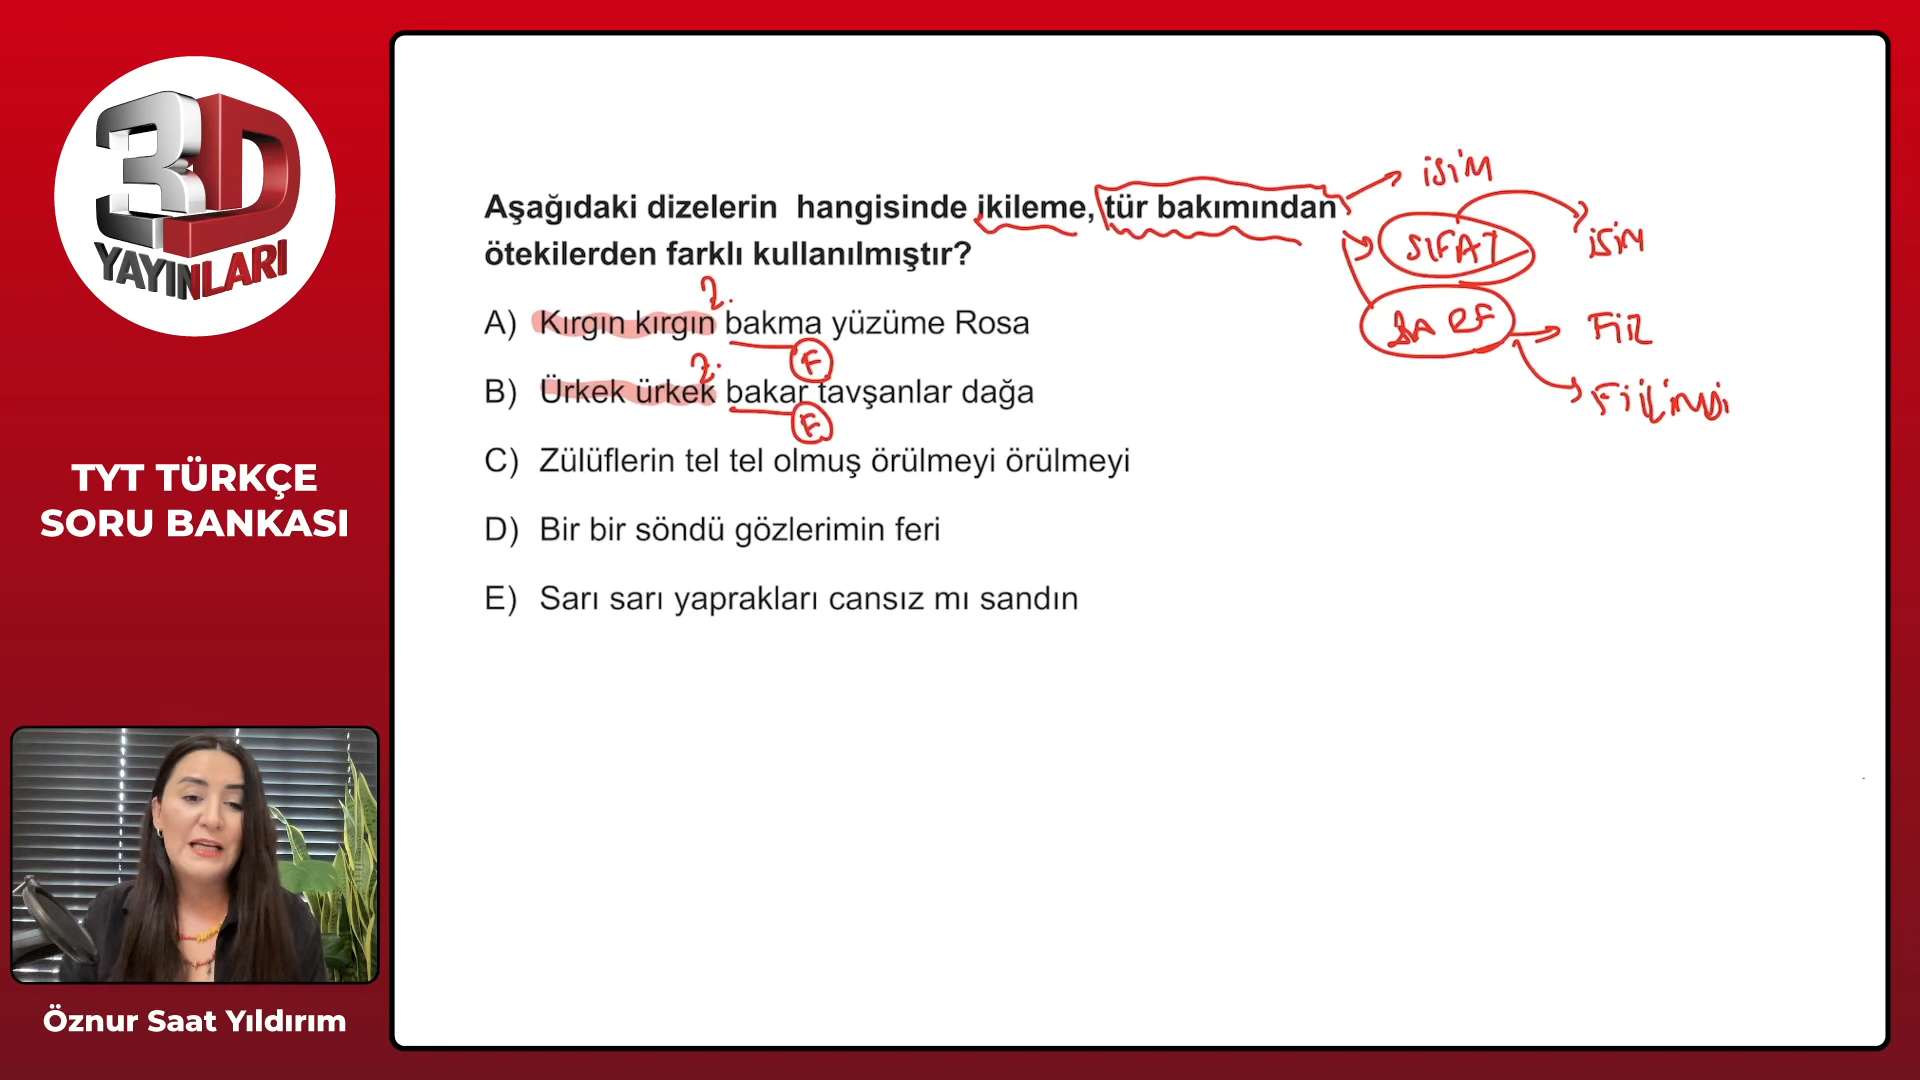 3D
YAYINLARI
TYT TÜRKÇE
SORU BANKASI
Öznur Saat Yıldırım
Aşağıdaki dizelerin hangisinde ikileme, tür bakımından
ötekilerden farklı kullanılmıştır?
A) Kırgın kırgın bakma yüzüme Rosa
B) Ürkek ürkek bakar tavşanlar dağa
C) Zülüflerin tel tel olmuş örülmeyi örülmeyi
D) Bir bir söndü gözlerimin feri
E) Sarı sarı yaprakları cansız mı sandın
isim
SIFAT
isim
Fiil
Z.
F
Z.
F